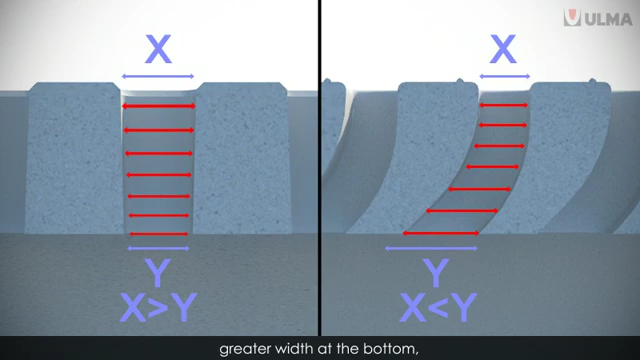 ULMA
X
X
Y
Y
X>Y
X<Y
greater width at the bottom,